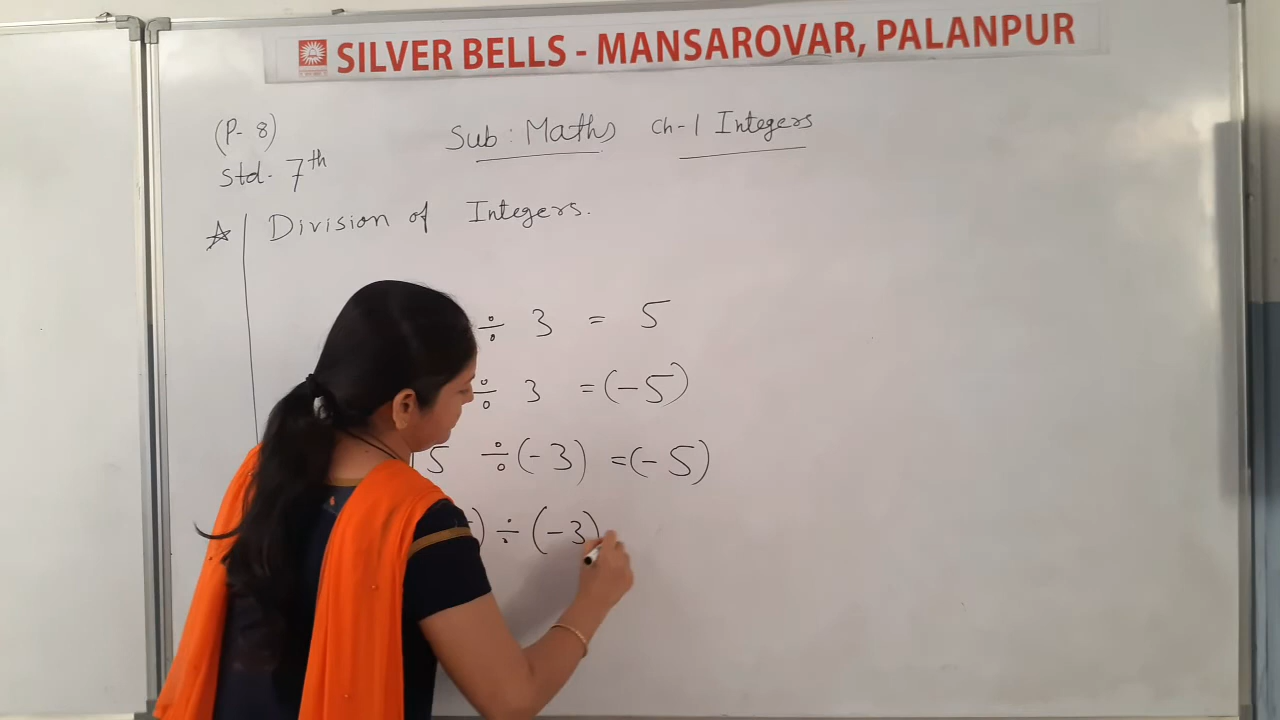 SILVER BELLS - MANSAROVAR, PALANPUR
(P- 8)
Sub : Maths Ch-1 Integers
Std- 7th
☆ Division of Integers.
÷ 3 = 5
÷ 3 = (-5)
15 ÷ (-3) = (-5)
) ÷ (-3)